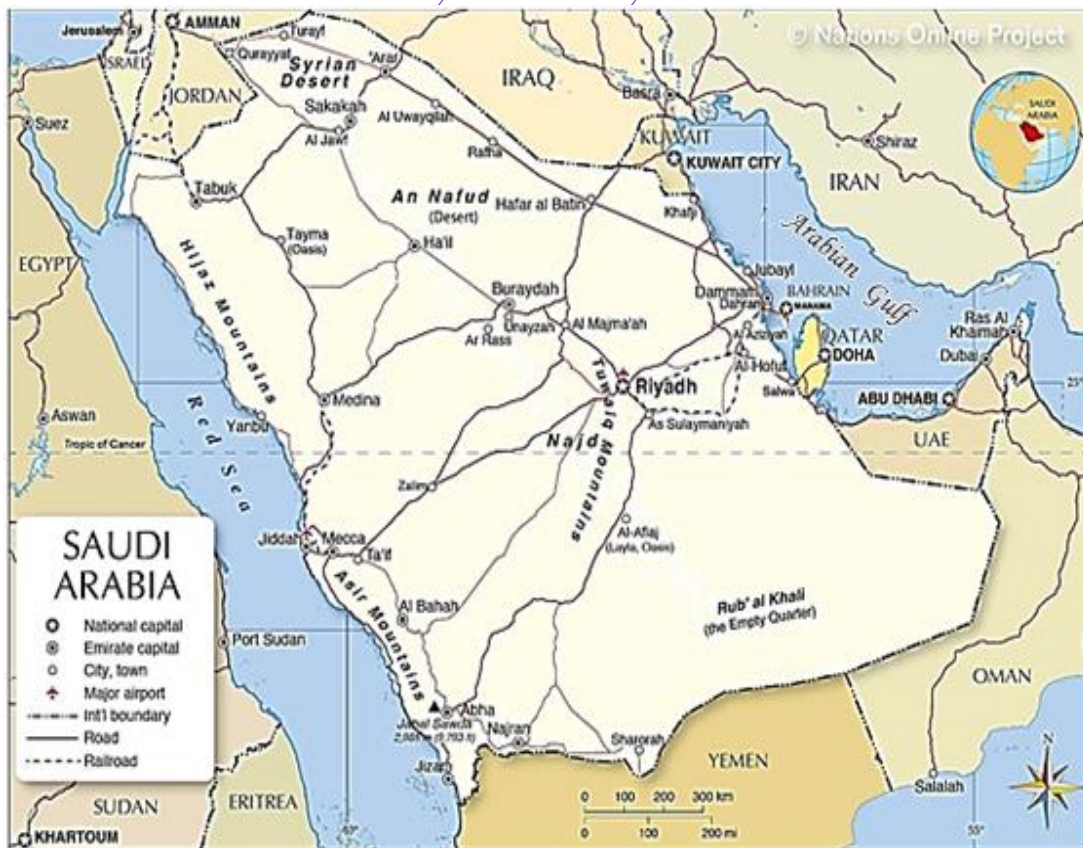 AMMAN
Jerusalem
Turayf
© Nations Online Project
Qurayyat
'Arar
ISRAEL
Syrian
Desert
IRAQ
JORDAN
Basra
SAUDI
ARABIA
Sakakah
Al Uwayqilah
Suez
Al Jawf
Rafha
KUWAIT
KUWAIT CITY
Shiraz
IRAN
Tabuk
An Nafud
(Desert)
Hafar al Batin
Khafji
Tayma
(Oasis)
Ha'il
Arabian
Gulf
EGYPT
Hijaz Mountains
Jubayl
Buraydah
Dammam
Dahran
BAHRAIN
MANAMA
Unayzah
Al Majma'ah
Ar Rass
Ras Al
Khamah
QATAR
DOHA
Dubai
Al-Hofuf
Tuwaiq Mountains
Riyadh
Salwa
25°
Medina
ABU DHABI
Aswan
Yanbu
As Sulaymaniyah
Red Sea
Najd
UAE
Tropic of Cancer
Zalim
SAUDI
ARABIA
Jiddah
Mecca
Ta'if
Al-Aflaj
(Layla, Oasis)
Asir Mountains
Al Bahah
Rub' al Khali
(the Empty Quarter)
National capital
Emirate capital
City, town
Major airport
Int'l boundary
Road
Railroad
Port Sudan
OMAN
Abha
Jabal Sawda
Najran
Sharorah
Jizan
YEMEN
N
Salalah
0 100 200 300 km
0 100 200 mi
SUDAN
ERITREA
KHARTOUM
55°